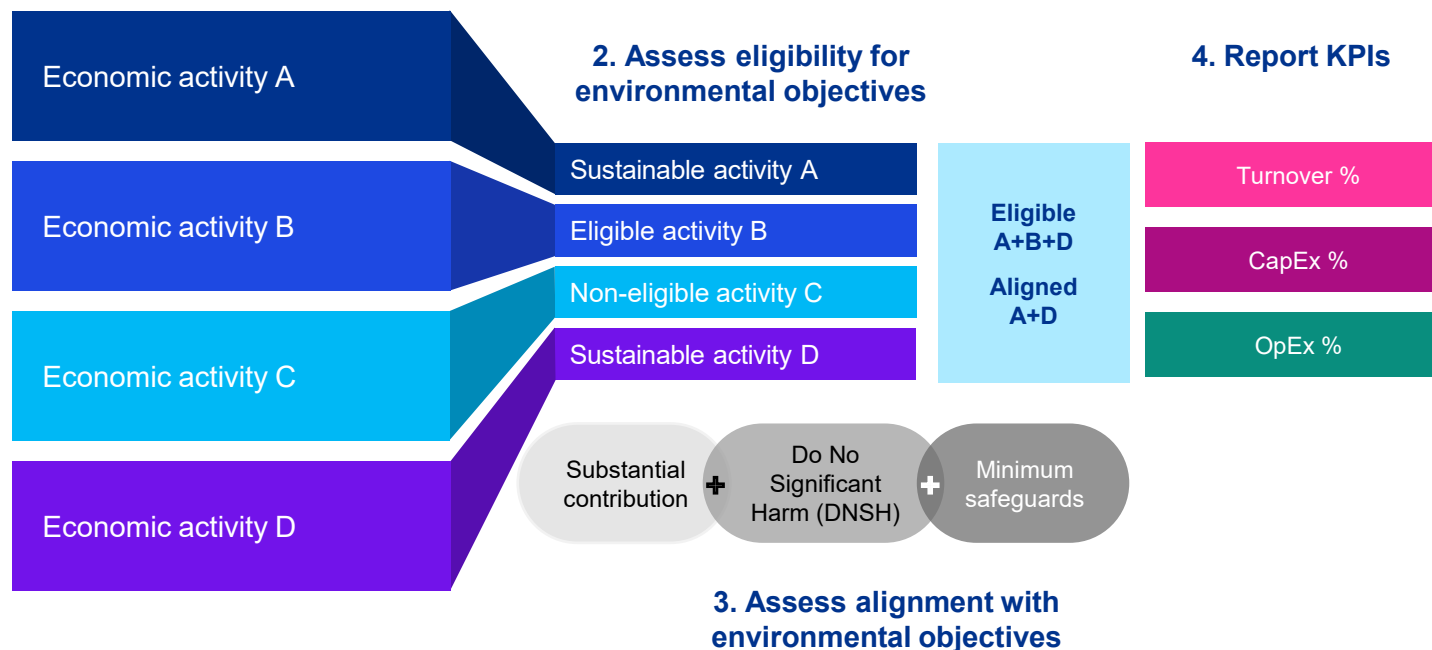 Economic activity A
Economic activity B
Economic activity C
Economic activity D
2. Assess eligibility for
environmental objectives
Sustainable activity A
Eligible activity B
Non-eligible activity C
Sustainable activity D
Eligible
A+B+D
Aligned
A+D
4. Report KPIs
Turnover %
CapEx %
OpEx %
Substantial
contribution
+
Do No
Significant
Harm (DNSH)
+
Minimum
safeguards
3. Assess alignment with
environmental objectives